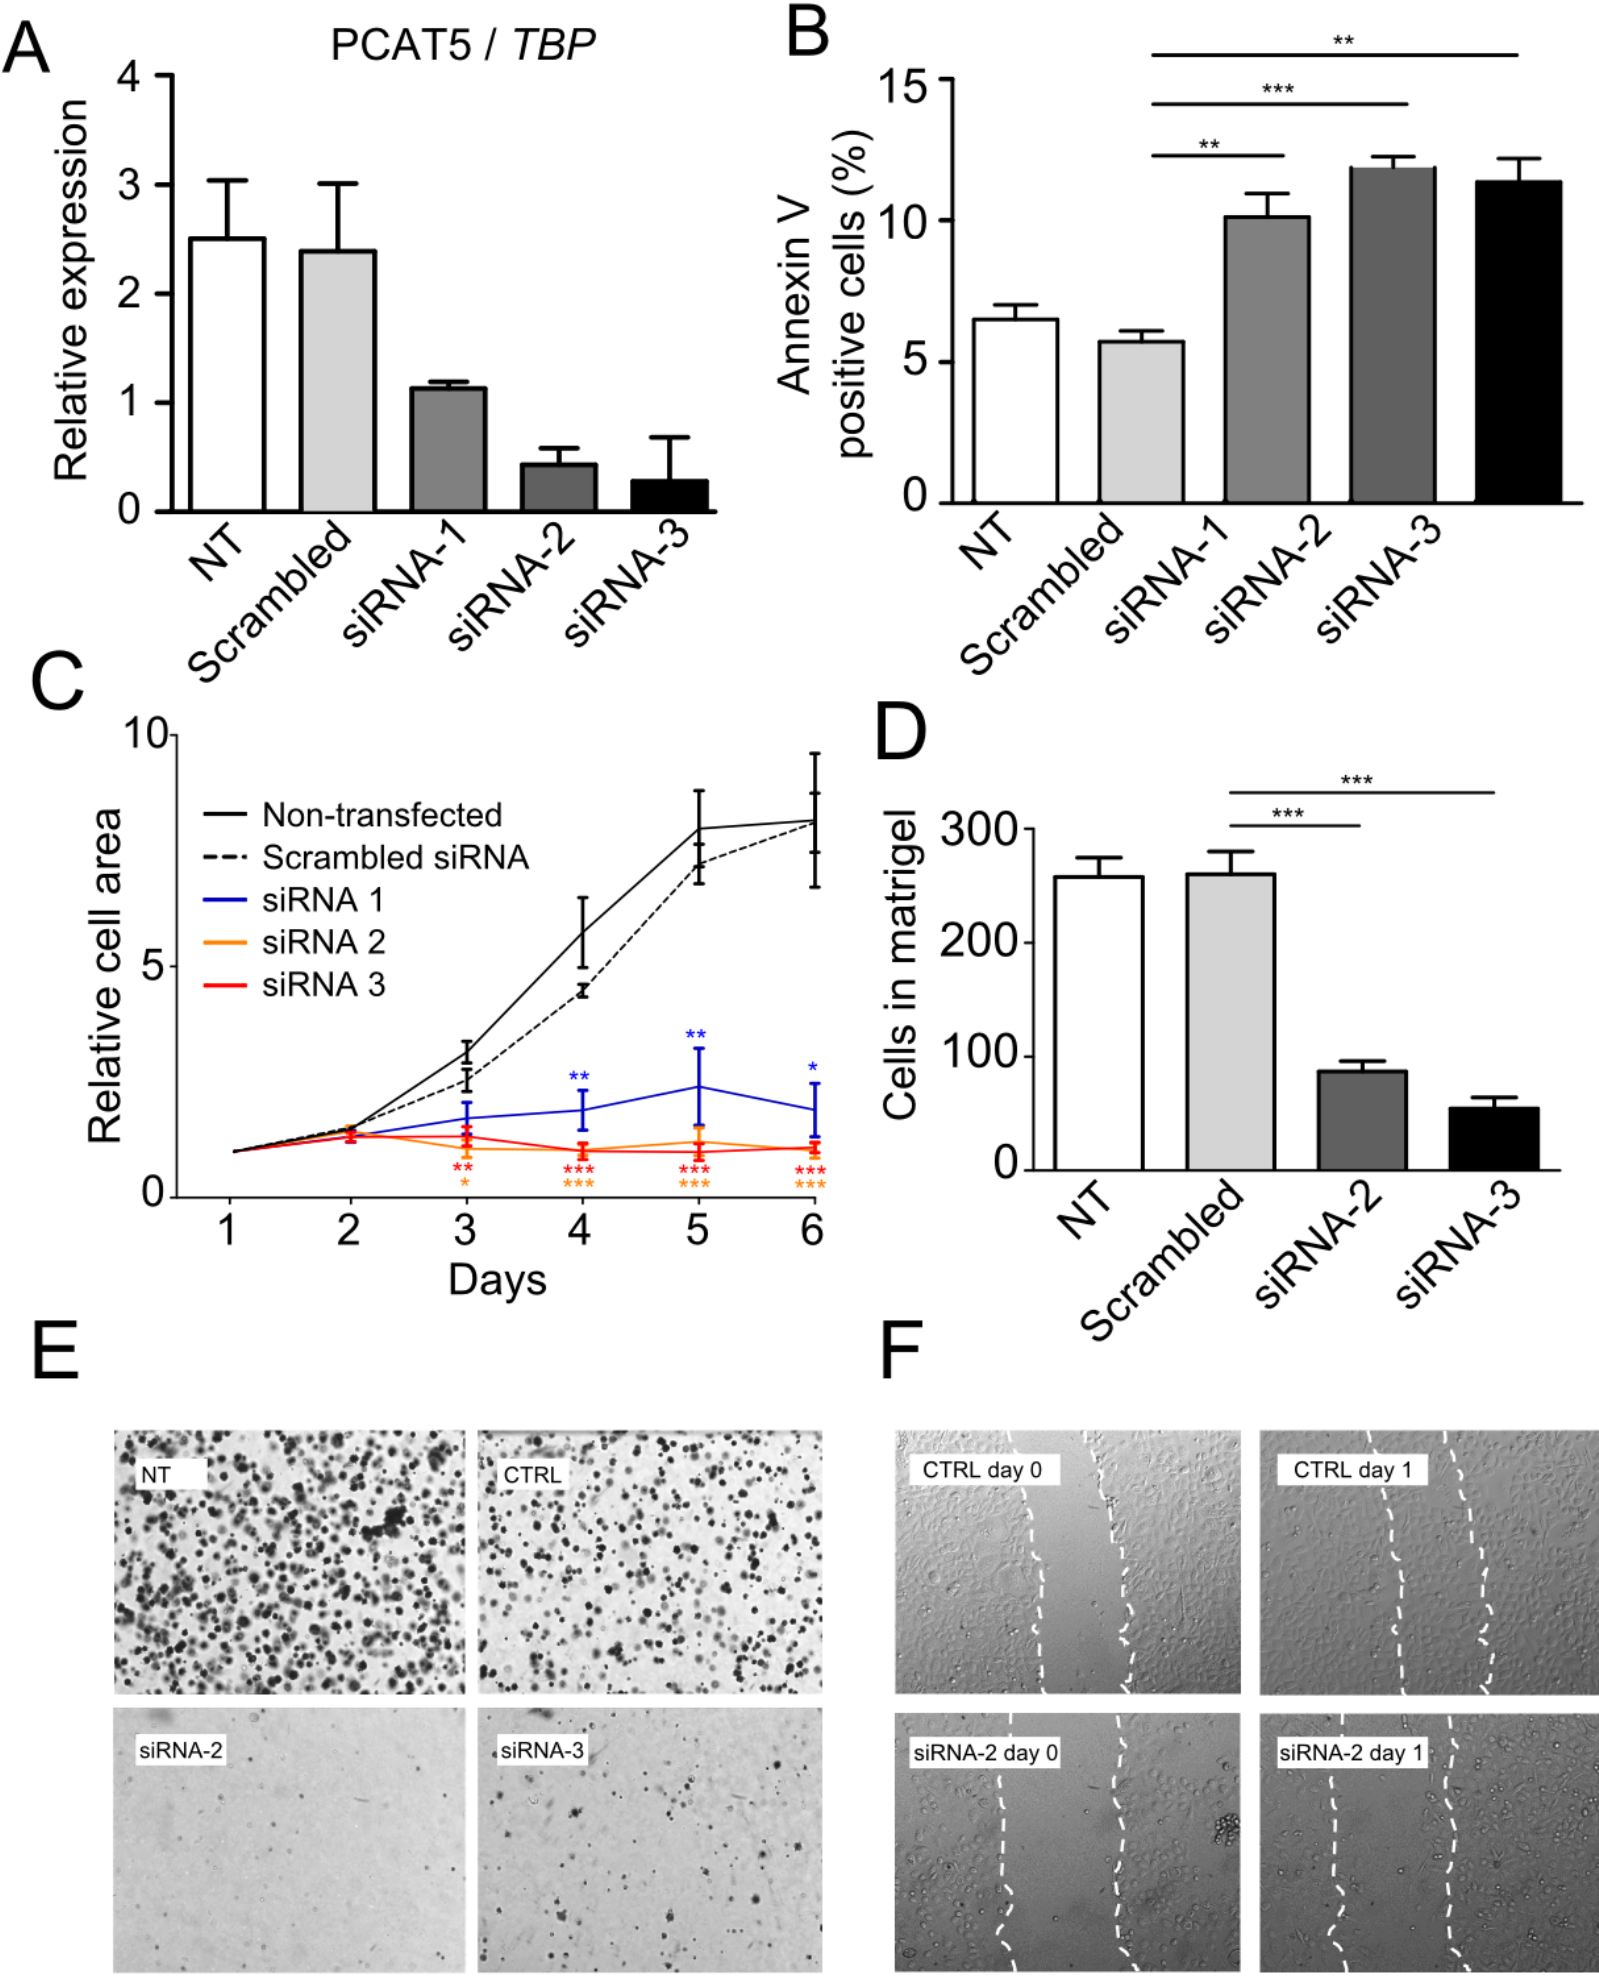 A
PCAT5 / TBP
Relative expression
4
3
2
1
0
NT
Scrambled
siRNA-1
siRNA-2
siRNA-3
B
Annexin V
positive cells (%)
15
10
5
0
**
***
**
NT
Scrambled
siRNA-1
siRNA-2
siRNA-3
C
Relative cell area
10
5
0
Non-transfected
Scrambled siRNA
siRNA 1
siRNA 2
siRNA 3
**
**
*
** *** *** ***
* *** *** ***
1 2 3 4 5 6
Days
D
Cells in matrigel
300
200
100
0
***
***
NT
Scrambled
siRNA-2
siRNA-3
E
NT
CTRL
siRNA-2
siRNA-3
F
CTRL day 0
CTRL day 1
siRNA-2 day 0
siRNA-2 day 1